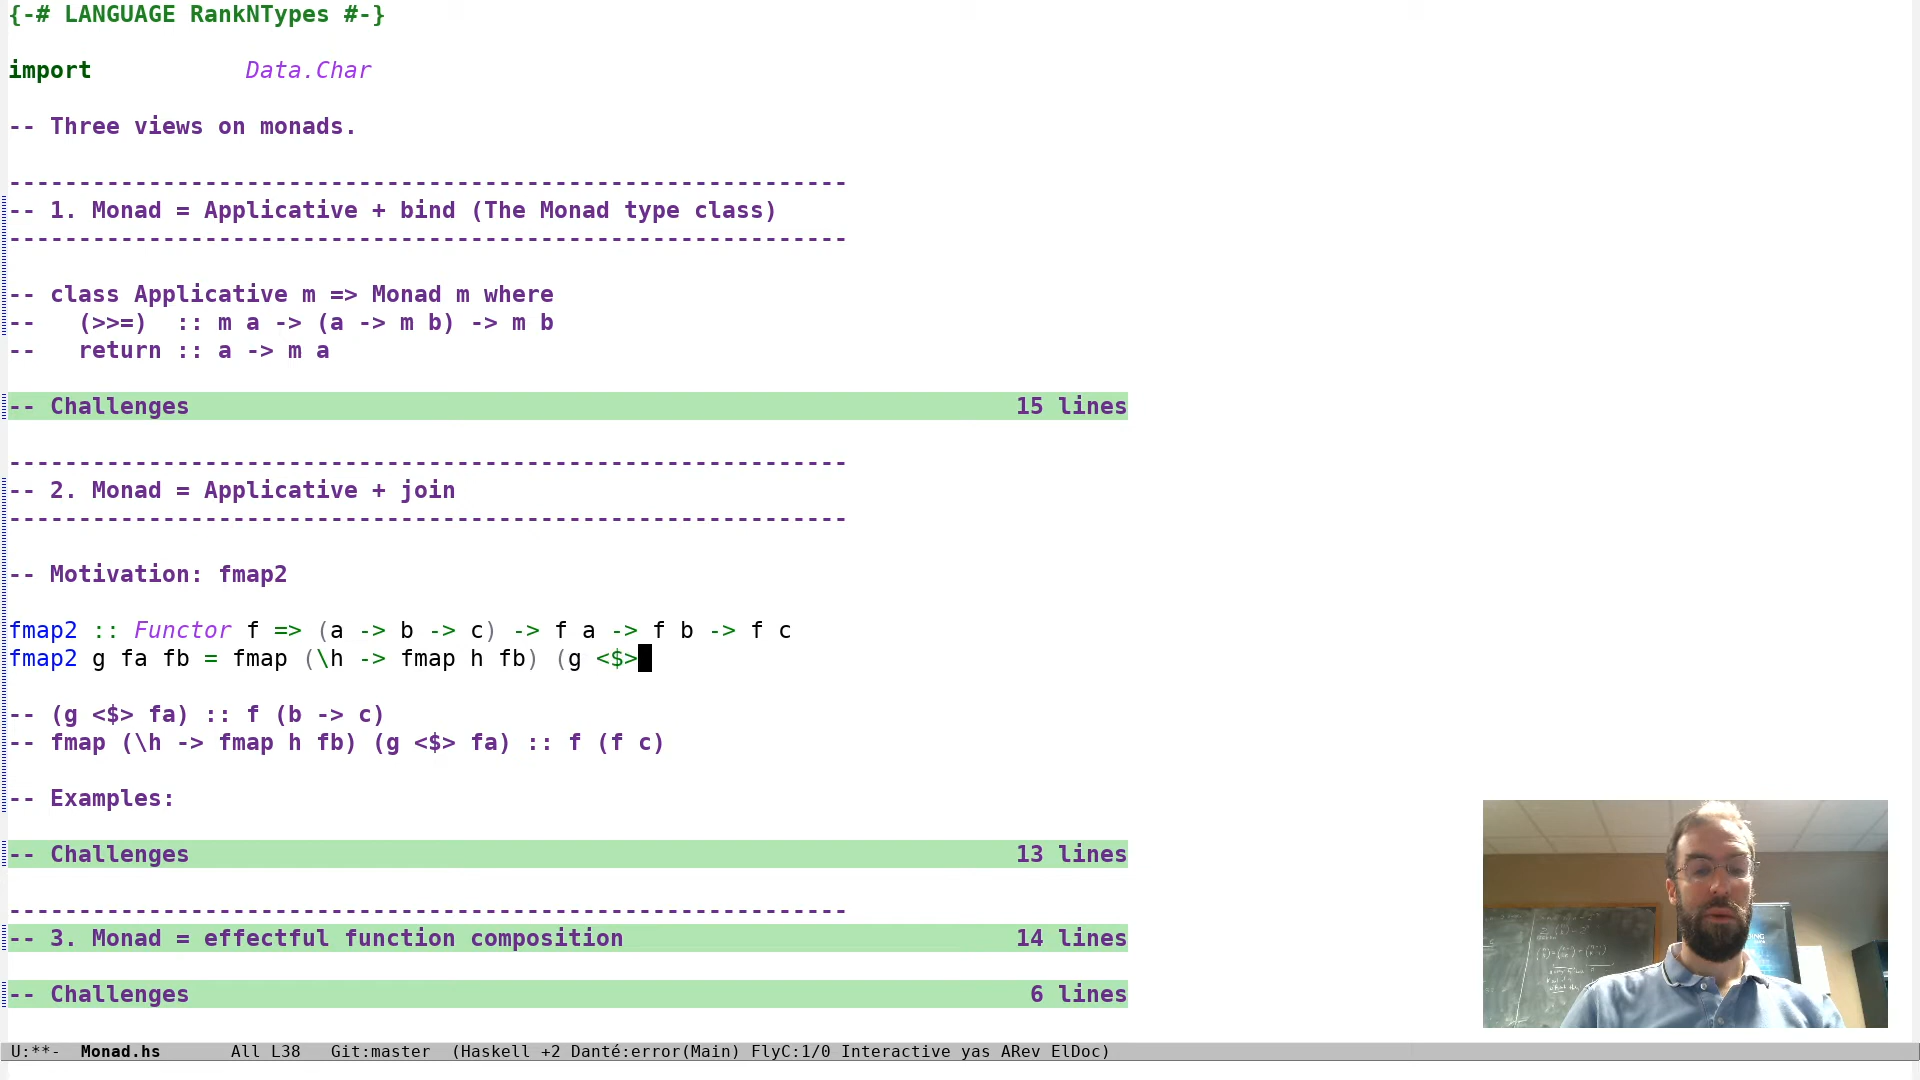 {-# LANGUAGE RankNTypes #-}
import Data.Char
-- Three views on monads.
------------------------------------------------------------
-- 1. Monad = Applicative + bind (The Monad type class)
------------------------------------------------------------
-- class Applicative m => Monad m where
--   (>>=)  :: m a -> (a -> m b) -> m b
--   return :: a -> m a
-- Challenges 15 lines
------------------------------------------------------------
-- 2. Monad = Applicative + join
------------------------------------------------------------
-- Motivation: fmap2
fmap2 :: Functor f => (a -> b -> c) -> f a -> f b -> f c
fmap2 g fa fb = fmap (\h -> fmap h fb) (g <$>
-- (g <$> fa) :: f (b -> c)
-- fmap (\h -> fmap h fb) (g <$> fa) :: f (f c)
-- Examples:
-- Challenges 13 lines
------------------------------------------------------------
-- 3. Monad = effectful function composition 14 lines
-- Challenges 6 lines
U:**-  Monad.hs       All L38   Git:master  (Haskell +2 Danté:error(Main) FlyC:1/0 Interactive yas ARev ElDoc)